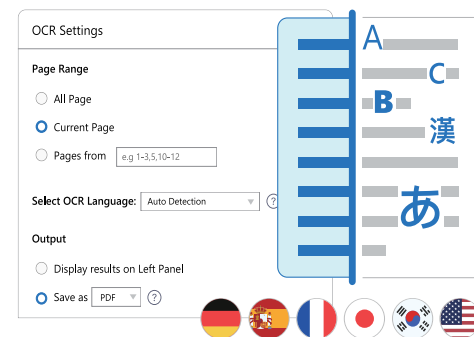 OCR Settings
Page Range
All Page
Current Page
Pages from e.g 1-3,5,10-12
Select OCR Language: Auto Detection ?
Output
Display results on Left Panel
Save as PDF ?
A
C
B
漢
あ